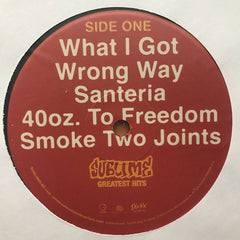 SIDE ONE
What I Got
Wrong Way
Santeria
40oz. To Freedom
Smoke Two Joints
SUBLIME
GREATEST HITS